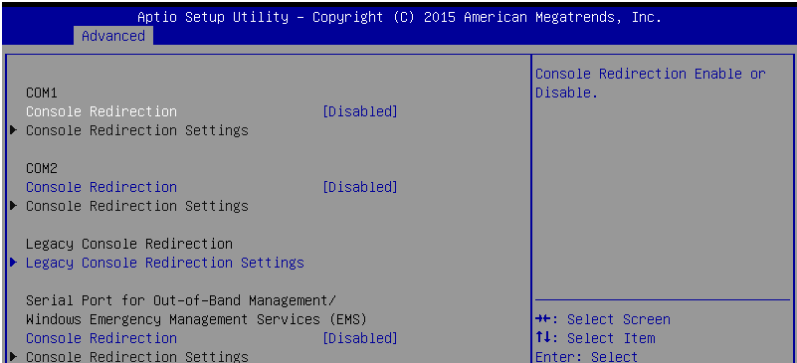 Aptio Setup Utility – Copyright (C) 2015 American Megatrends, Inc.
Advanced
COM1
Console Redirection [Disabled]
▶ Console Redirection Settings
COM2
Console Redirection [Disabled]
▶ Console Redirection Settings
Legacy Console Redirection
▶ Legacy Console Redirection Settings
Serial Port for Out-of-Band Management/
Windows Emergency Management Services (EMS)
Console Redirection [Disabled]
▶ Console Redirection Settings
Console Redirection Enable or
Disable.
→←: Select Screen
↑↓: Select Item
Enter: Select